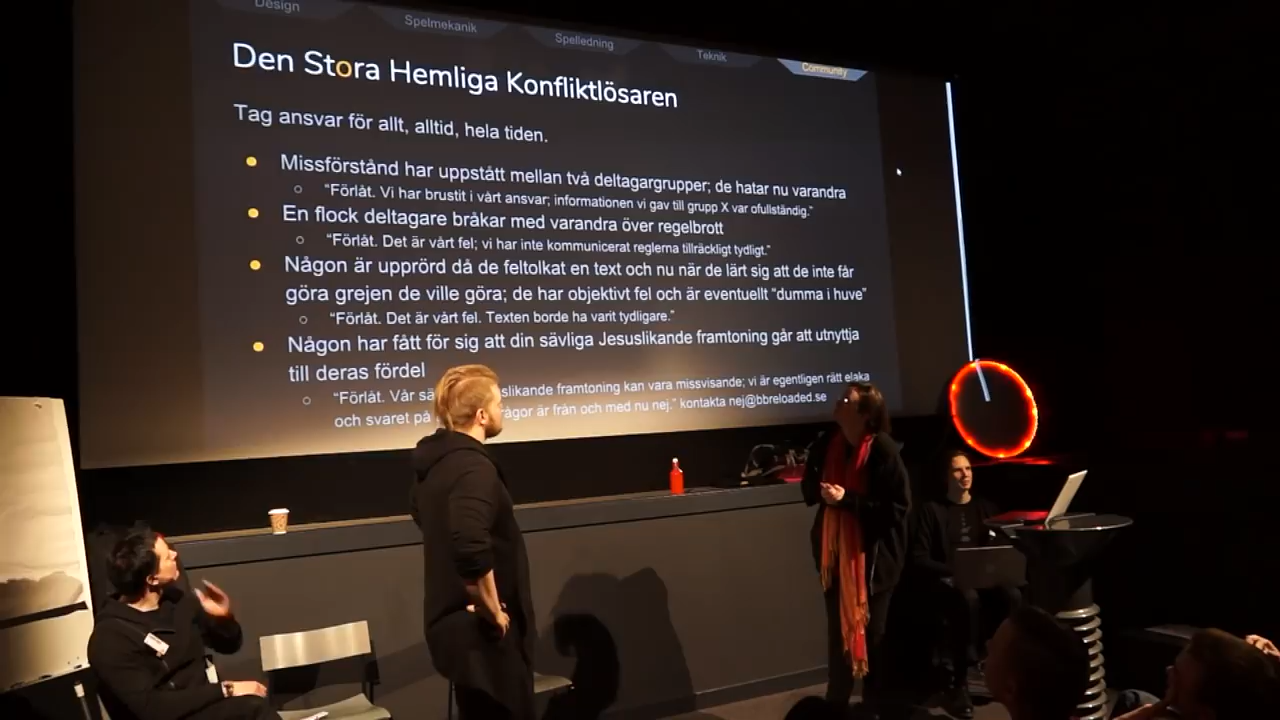 Design
Spelmekanik
Spelledning
Teknik
Community
Den Stora Hemliga Konfliktlösaren
Tag ansvar för allt, alltid, hela tiden.
Missförstånd har uppstått mellan två deltagargrupper; de hatar nu varandra
"Förlåt. Vi har brustit i vårt ansvar; informationen vi gav till grupp X var ofullständig."
En flock deltagare bråkar med varandra över regelbrott
"Förlåt. Det är vårt fel; vi har inte kommunicerat reglerna tillräckligt tydligt."
Någon är upprörd då de feltolkat en text och nu när de lärt sig att de inte får
göra grejen de ville göra; de har objektivt fel och är eventuellt "dumma i huve"
"Förlåt. Det är vårt fel. Texten borde ha varit tydligare."
Någon har fått för sig att din sävliga Jesuslikande framtoning går att utnyttja
till deras fördel
"Förlåt. Vår slikande framtoning kan vara missvisande; vi är egentligen rätt elaka
och svaret på är från och med nu nej." kontakta nej@bbreloaded.se